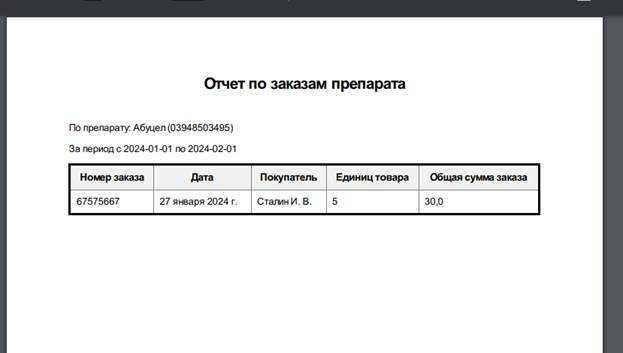 Отчет по заказам препарата
По препарату: Абуцел (03948503495)
За период с 2024-01-01 по 2024-02-01
Номер заказа Дата Покупатель Единиц товара Общая сумма заказа
67575667 27 января 2024 г. Сталин И. В. 5 30,0